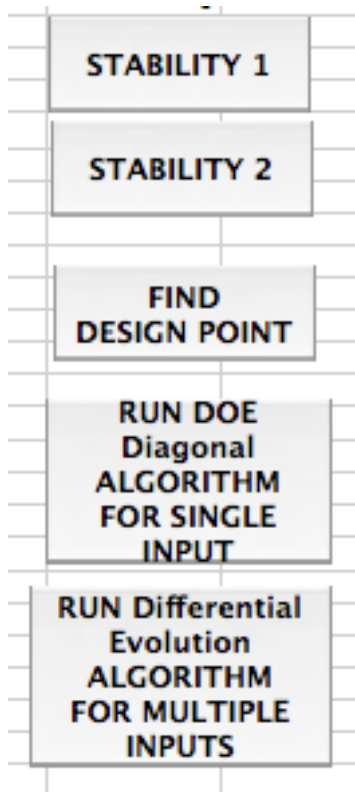 STABILITY 1
STABILITY 2
FIND
DESIGN POINT
RUN DOE
Diagonal
ALGORITHM
FOR SINGLE
INPUT
RUN Differential
Evolution
ALGORITHM
FOR MULTIPLE
INPUTS